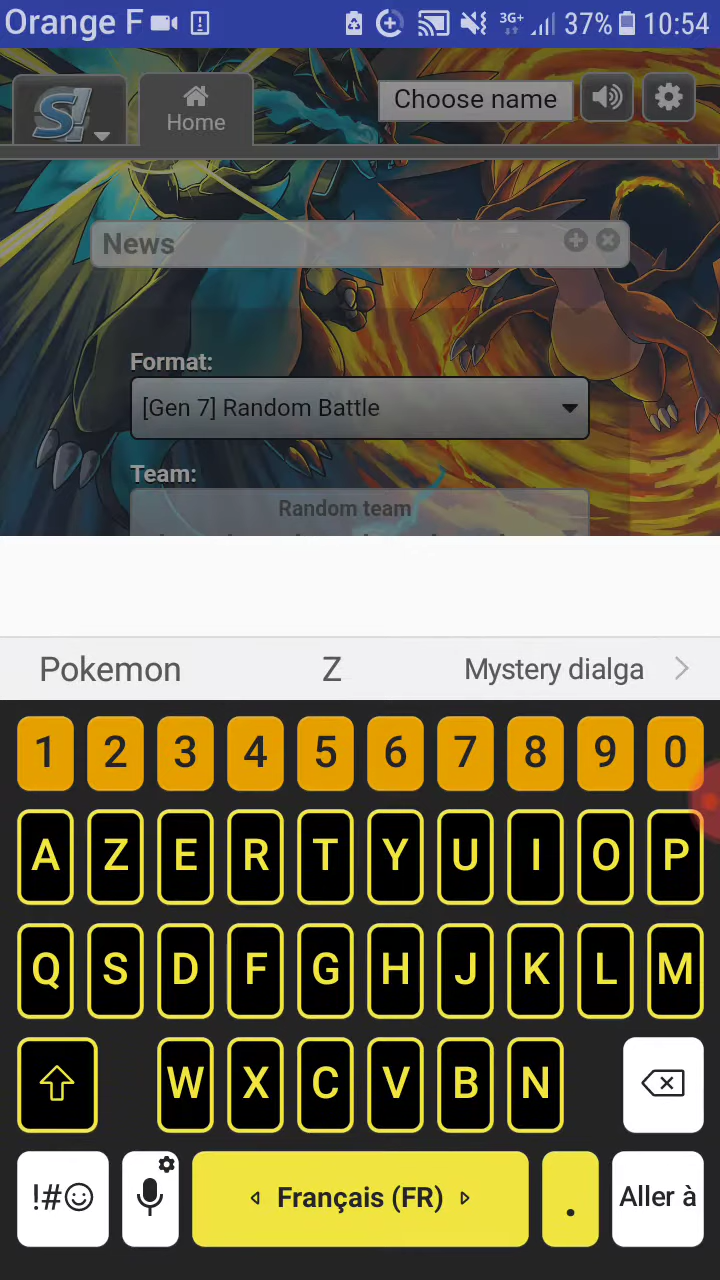 Orange F 3G+ 37% 10:54
S!
Home
Choose name
News
Format:
[Gen 7] Random Battle
Team:
Random team
Pokemon Z Mystery dialga
1 2 3 4 5 6 7 8 9 0
A Z E R T Y U I O P
Q S D F G H J K L M
W X C V B N
!#☺ Français (FR) . Aller à